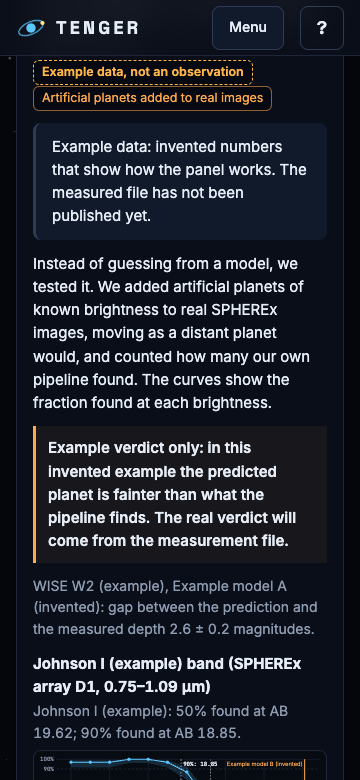 TENGER
Menu
?
Example data, not an observation
Artificial planets added to real images
Example data: invented numbers
that show how the panel works. The
measured file has not been
published yet.
Instead of guessing from a model, we
tested it. We added artificial planets of
known brightness to real SPHEREx
images, moving as a distant planet
would, and counted how many our own
pipeline found. The curves show the
fraction found at each brightness.
Example verdict only: in this
invented example the predicted
planet is fainter than what the
pipeline finds. The real verdict will
come from the measurement file.
WISE W2 (example), Example model A
(invented): gap between the prediction and
the measured depth 2.6 ± 0.2 magnitudes.
Johnson I (example) band (SPHEREx
array D1, 0.75–1.09 μm)
Johnson I (example): 50% found at AB
19.62; 90% found at AB 18.85.
100%
90%
90%: 18.85
Example model B (invented)